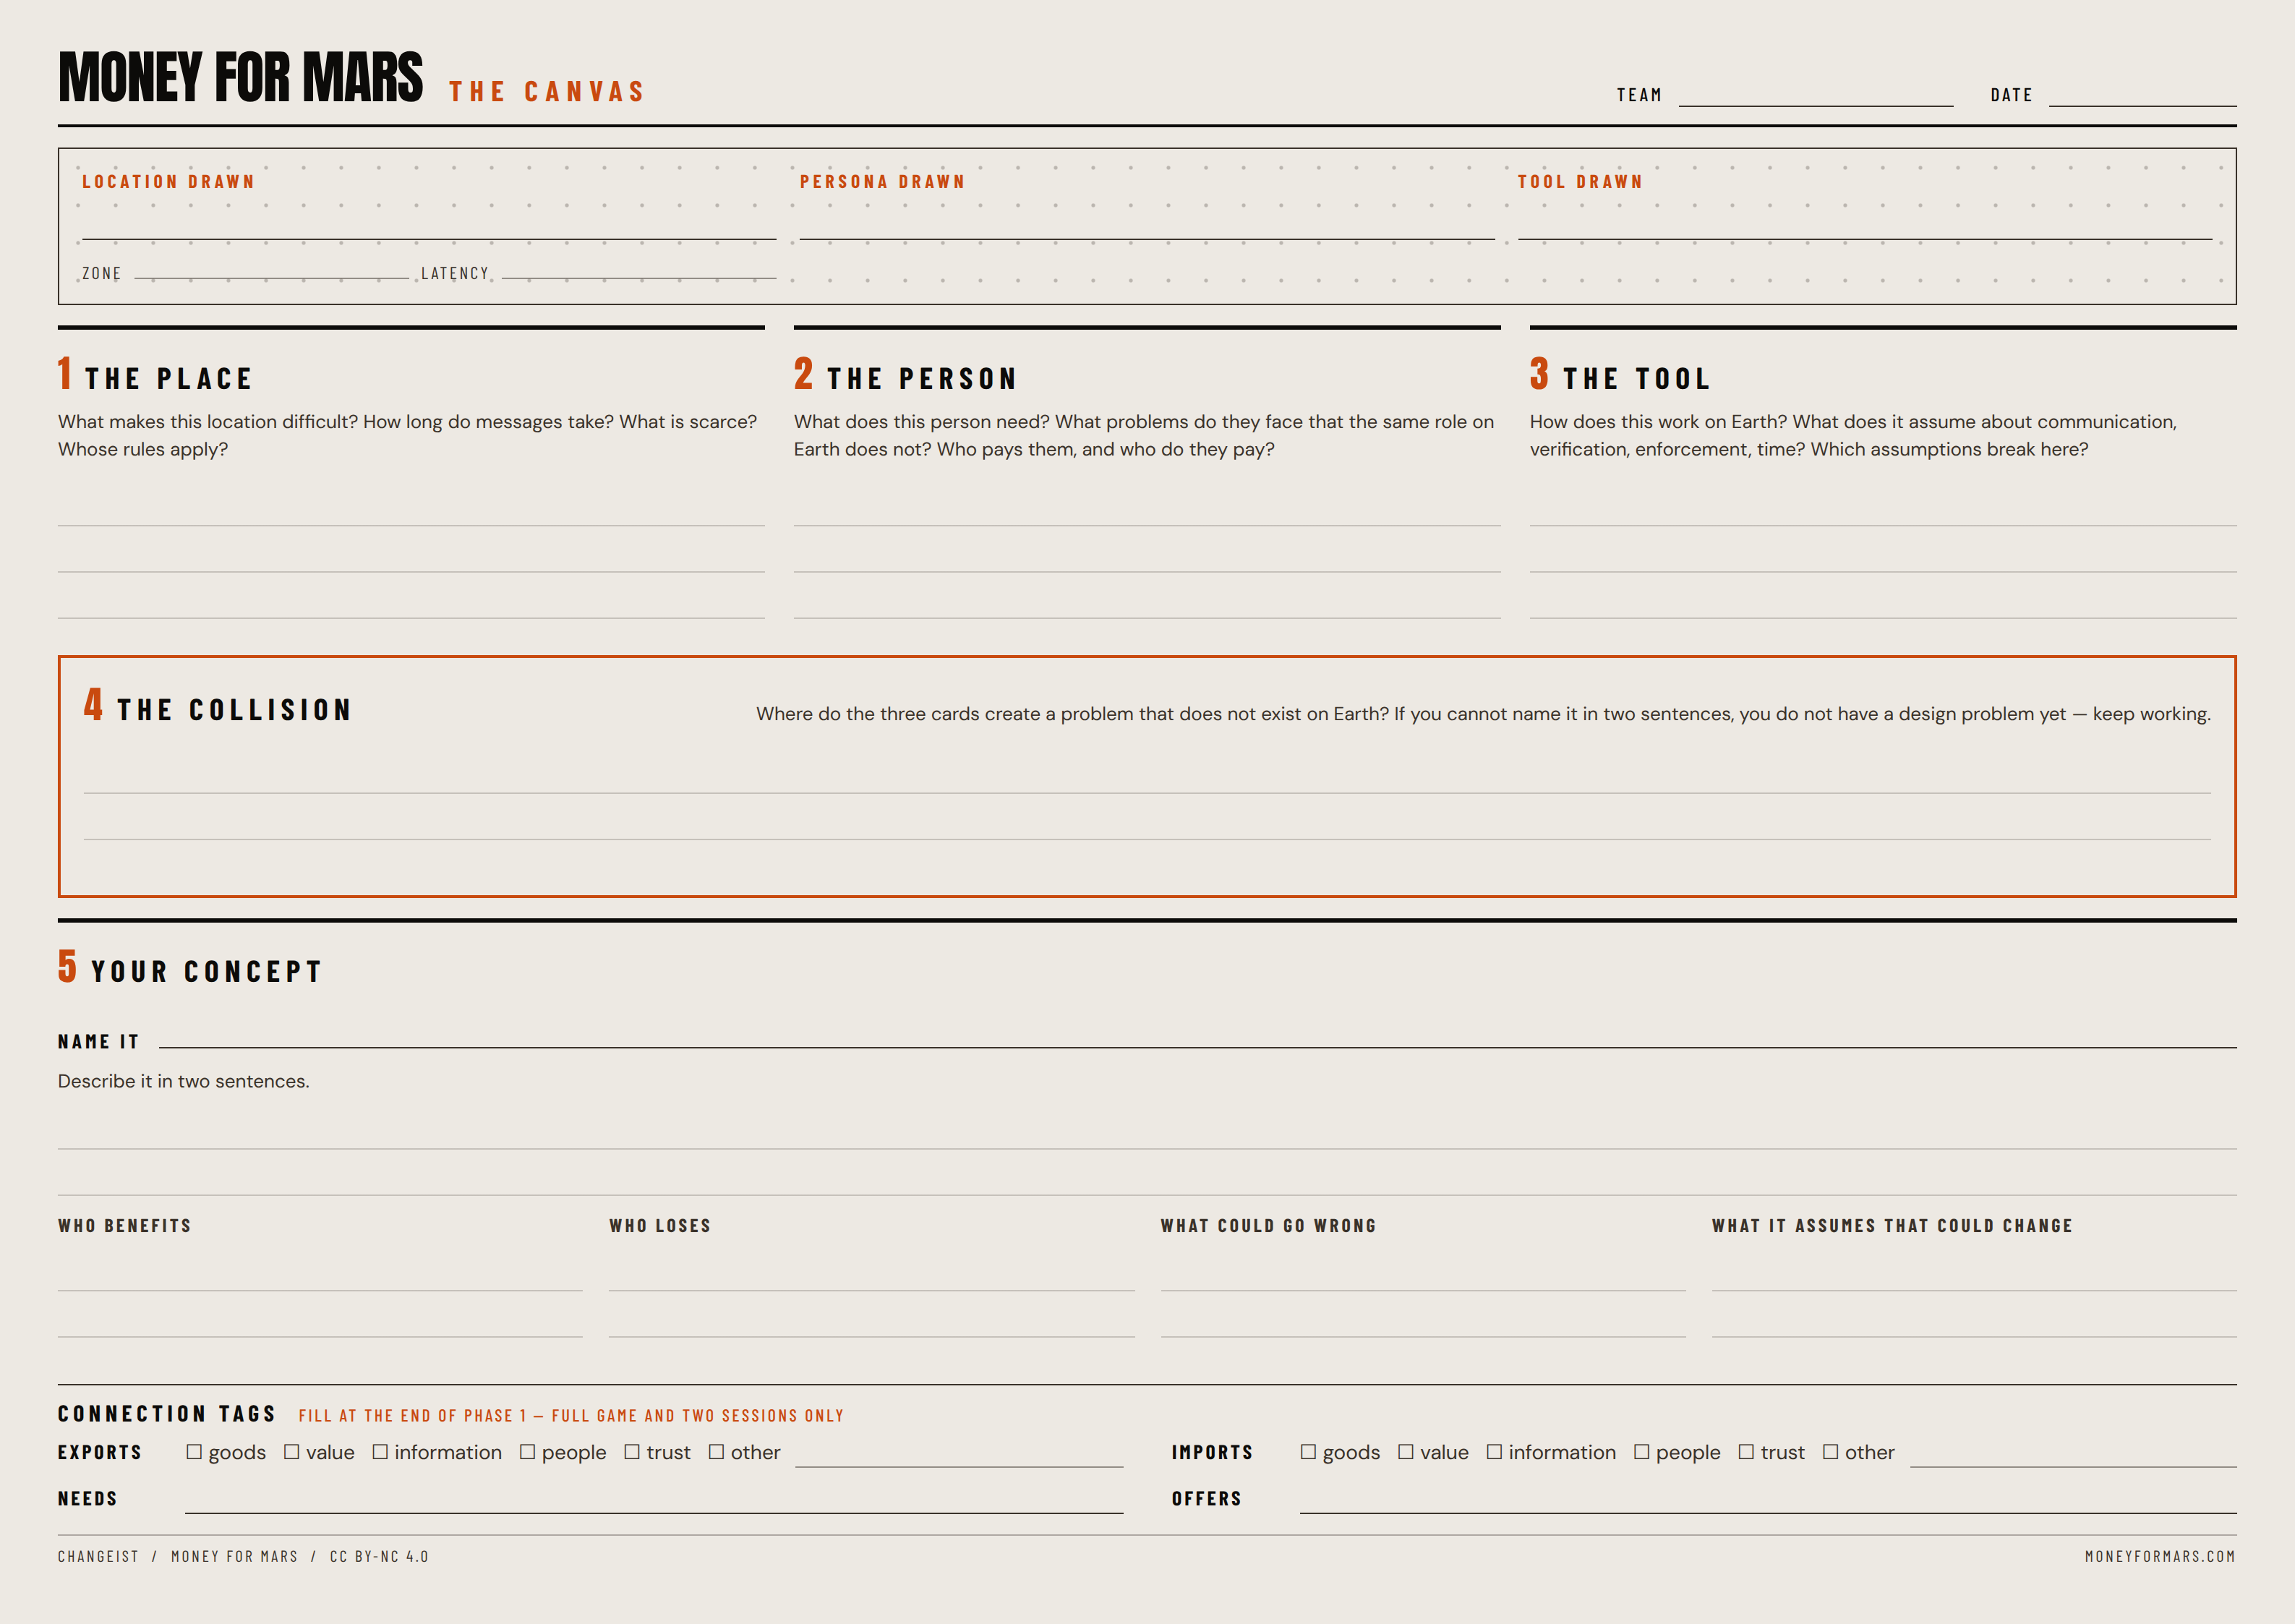 MONEY FOR MARS THE CANVAS
TEAM DATE
LOCATION DRAWN
PERSONA DRAWN
TOOL DRAWN
ZONE LATENCY
1 THE PLACE
What makes this location difficult? How long do messages take? What is scarce?
Whose rules apply?
2 THE PERSON
What does this person need? What problems do they face that the same role on
Earth does not? Who pays them, and who do they pay?
3 THE TOOL
How does this work on Earth? What does it assume about communication,
verification, enforcement, time? Which assumptions break here?
4 THE COLLISION
Where do the three cards create a problem that does not exist on Earth? If you cannot name it in two sentences, you do not have a design problem yet — keep working.
5 YOUR CONCEPT
NAME IT
Describe it in two sentences.
WHO BENEFITS
WHO LOSES
WHAT COULD GO WRONG
WHAT IT ASSUMES THAT COULD CHANGE
CONNECTION TAGS FILL AT THE END OF PHASE 1 — FULL GAME AND TWO SESSIONS ONLY
EXPORTS ☐ goods ☐ value ☐ information ☐ people ☐ trust ☐ other
IMPORTS ☐ goods ☐ value ☐ information ☐ people ☐ trust ☐ other
NEEDS
OFFERS
CHANGEIST / MONEY FOR MARS / CC BY-NC 4.0
MONEYFORMARS.COM